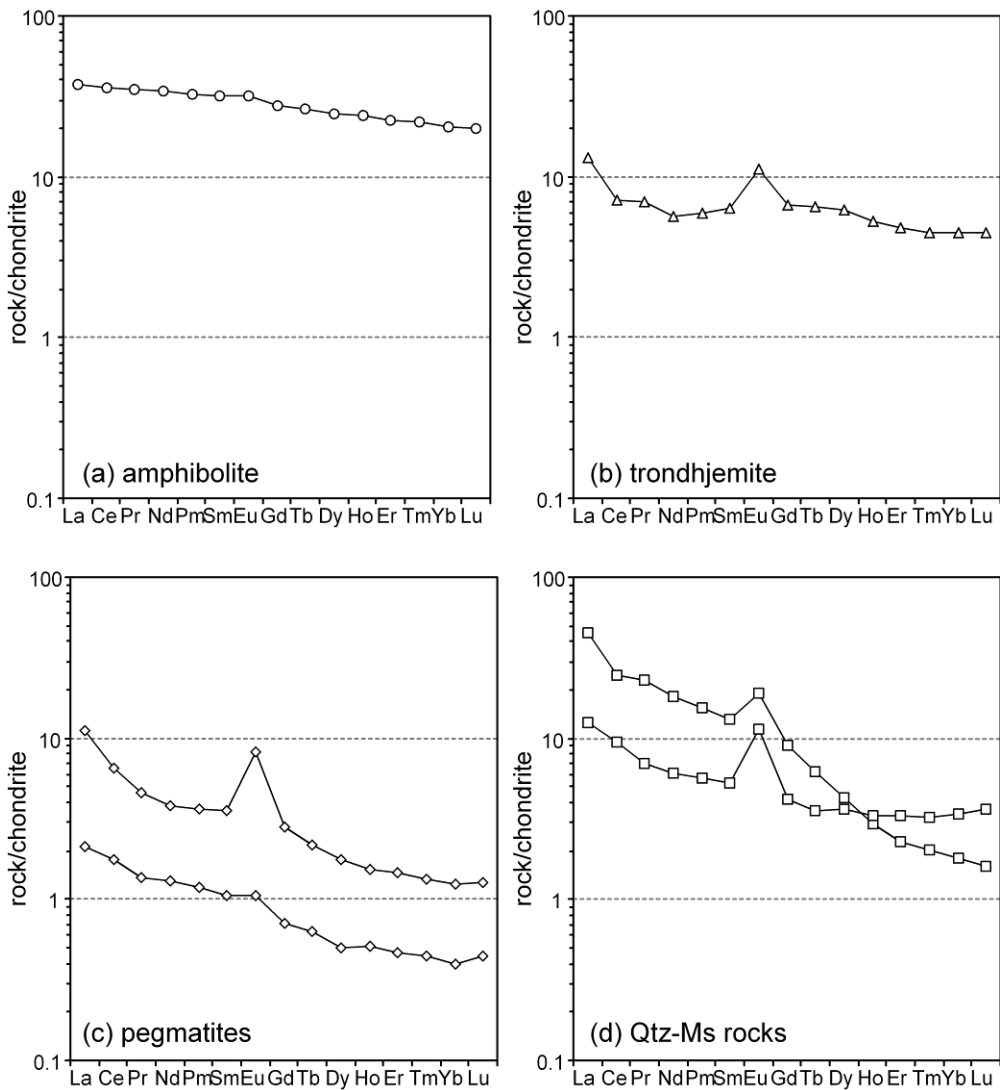 100
10
1
0.1
rock/chondrite
(a) amphibolite
La Ce Pr Nd Pm Sm Eu Gd Tb Dy Ho Er Tm Yb Lu
100
10
1
0.1
rock/chondrite
(b) trondhjemite
La Ce Pr Nd Pm Sm Eu Gd Tb Dy Ho Er Tm Yb Lu
100
10
1
0.1
rock/chondrite
(c) pegmatites
La Ce Pr Nd Pm Sm Eu Gd Tb Dy Ho Er Tm Yb Lu
100
10
1
0.1
rock/chondrite
(d) Qtz-Ms rocks
La Ce Pr Nd Pm Sm Eu Gd Tb Dy Ho Er Tm Yb Lu